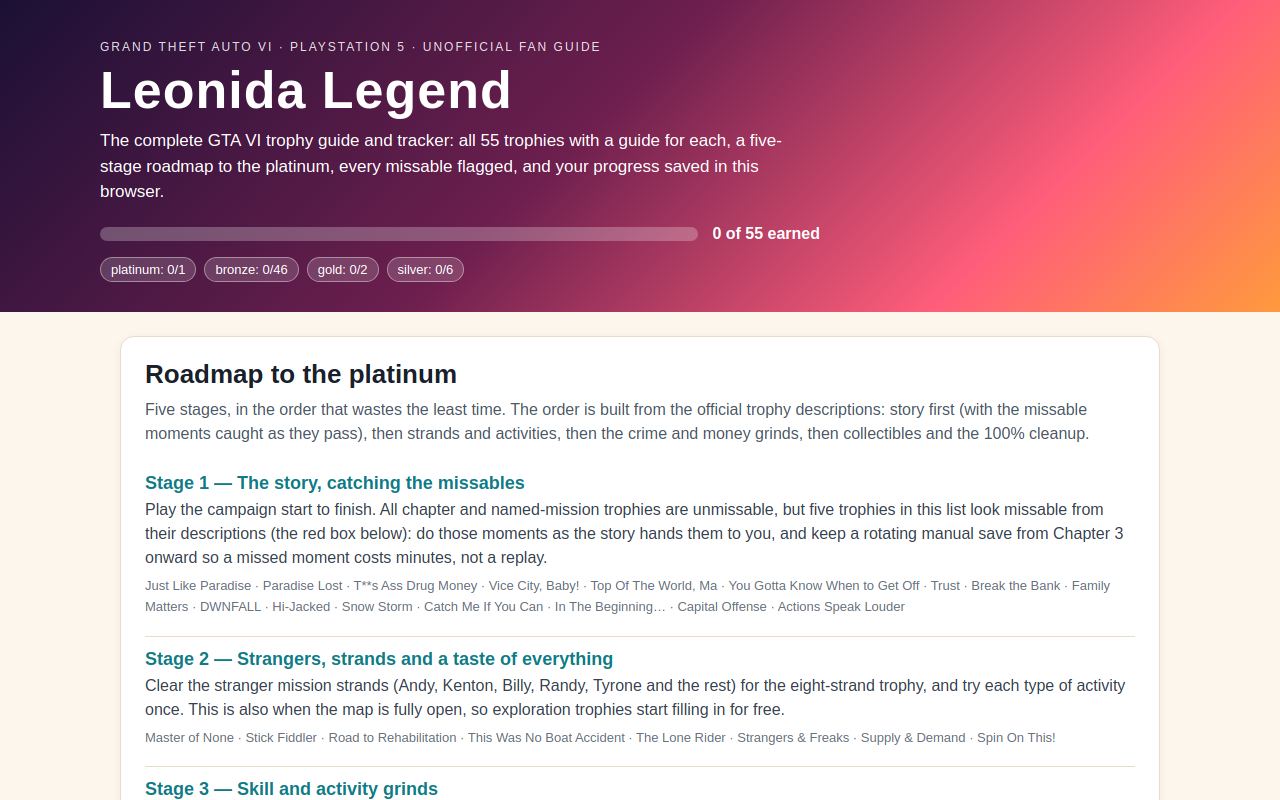 GRAND THEFT AUTO VI · PLAYSTATION 5 · UNOFFICIAL FAN GUIDE
Leonida Legend
The complete GTA VI trophy guide and tracker: all 55 trophies with a guide for each, a five-
stage roadmap to the platinum, every missable flagged, and your progress saved in this
browser.
0 of 55 earned
platinum: 0/1
bronze: 0/46
gold: 0/2
silver: 0/6
Roadmap to the platinum
Five stages, in the order that wastes the least time. The order is built from the official trophy descriptions: story first (with the missable
moments caught as they pass), then strands and activities, then the crime and money grinds, then collectibles and the 100% cleanup.
Stage 1 — The story, catching the missables
Play the campaign start to finish. All chapter and named-mission trophies are unmissable, but five trophies in this list look missable from
their descriptions (the red box below): do those moments as the story hands them to you, and keep a rotating manual save from Chapter 3
onward so a missed moment costs minutes, not a replay.
Just Like Paradise · Paradise Lost · T**s Ass Drug Money · Vice City, Baby! · Top Of The World, Ma · You Gotta Know When to Get Off · Trust · Break the Bank · Family
Matters · DWNFALL · Hi-Jacked · Snow Storm · Catch Me If You Can · In The Beginning… · Capital Offense · Actions Speak Louder
Stage 2 — Strangers, strands and a taste of everything
Clear the stranger mission strands (Andy, Kenton, Billy, Randy, Tyrone and the rest) for the eight-strand trophy, and try each type of activity
once. This is also when the map is fully open, so exploration trophies start filling in for free.
Master of None · Stick Fiddler · Road to Rehabilitation · This Was No Boat Accident · The Lone Rider · Strangers & Freaks · Supply & Demand · Spin On This!
Stage 3 — Skill and activity grinds